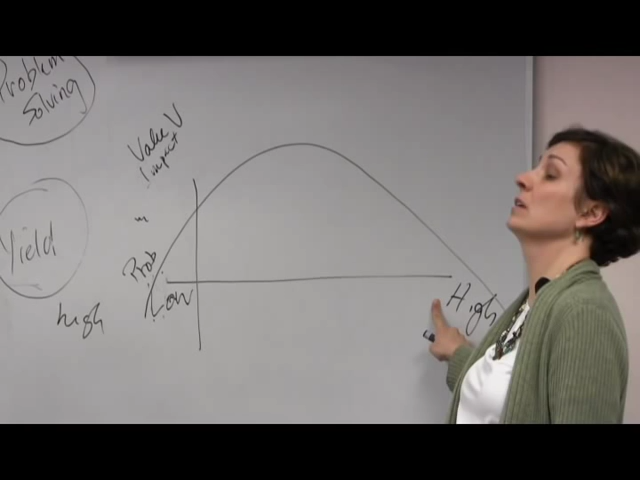 Problem
Solving
Value V
Impact
Yield
Prob
Low
High
high